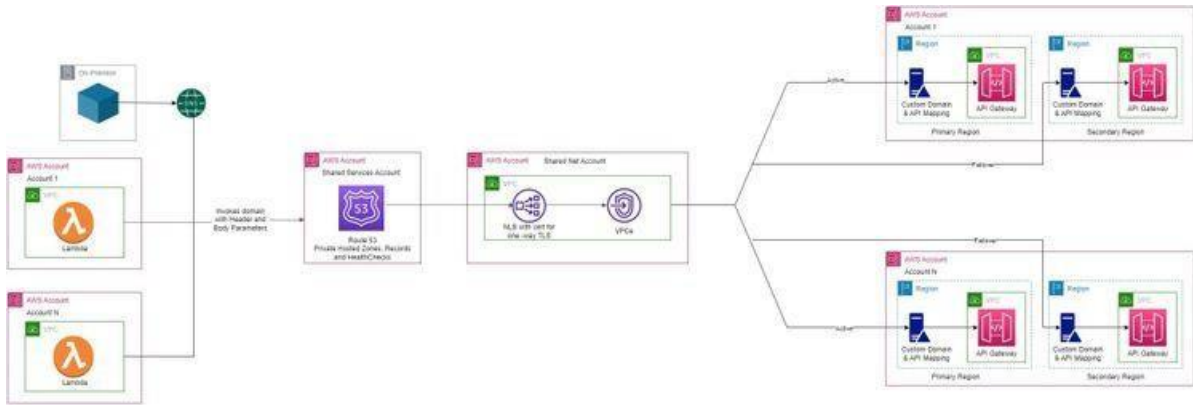 On-Premise
DNS
AWS Account
Account 1
VPC
Lambda
AWS Account
Account N
VPC
Lambda
Invokes domain
with Header and
Body Parameters
AWS Account
Shared Services Account
53
Route 53
Private Hosted Zones, Records
and HealthChecks
AWS Account
Shared Net Account
VPC
NLB with cert for
one-way TLS
VPCe
Active
Failover
Failover
Active
AWS Account
Account 1
Region
VPC
Custom Domain
& API Mapping
API Gateway
Primary Region
Region
VPC
Custom Domain
& API Mapping
API Gateway
Secondary Region
AWS Account
Account N
Region
VPC
Custom Domain
& API Mapping
API Gateway
Primary Region
Region
VPC
Custom Domain
& API Mapping
API Gateway
Secondary Region